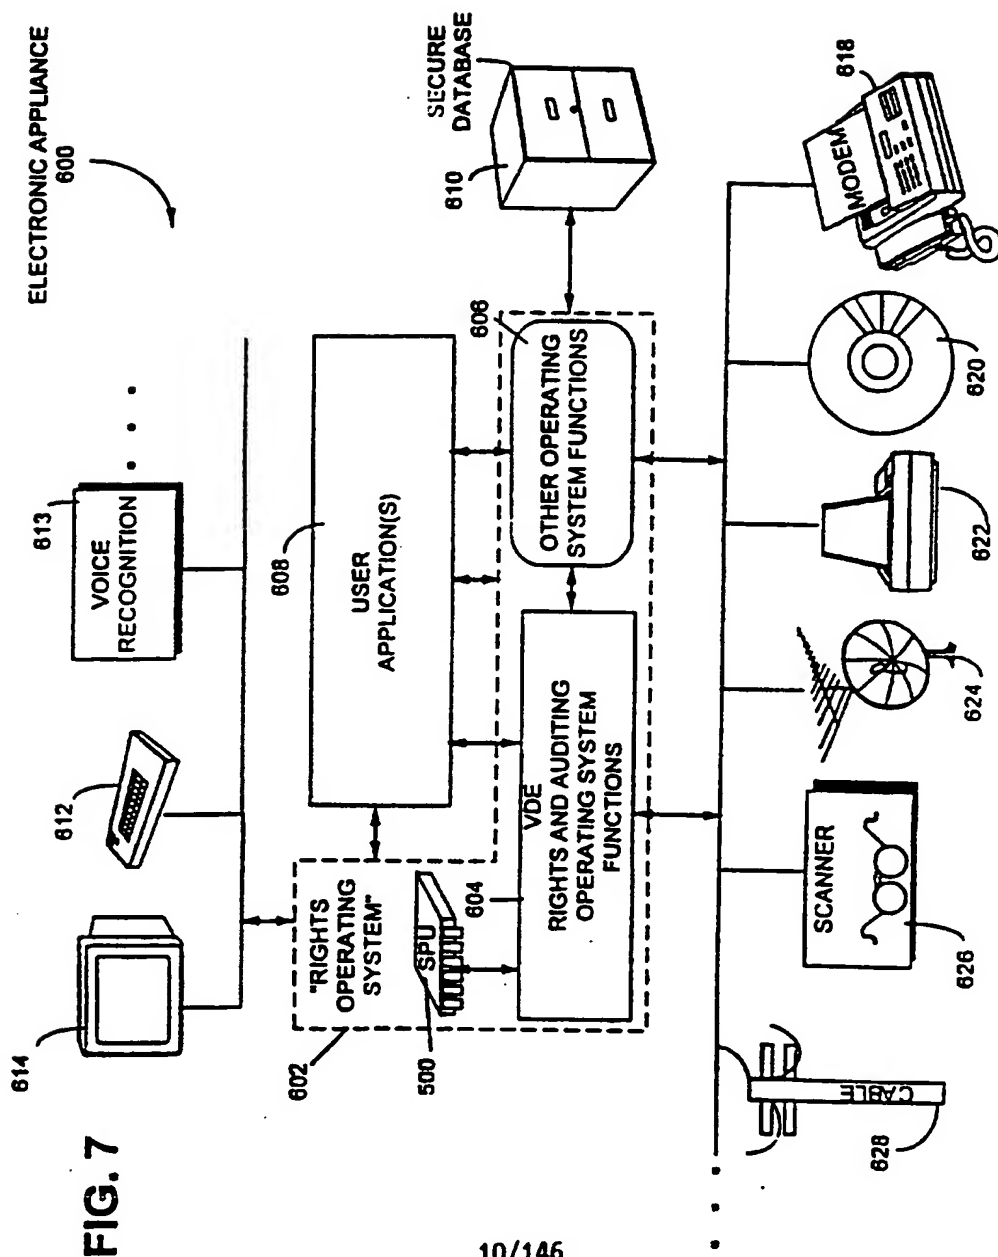 FIG. 7
ELECTRONIC APPLIANCE
600
614
612
613
VOICE
RECOGNITION
602
"RIGHTS
OPERATING
SYSTEM"
608
USER
APPLICATION(S)
500
SPU
604
VDE
RIGHTS AND AUDITING
OPERATING SYSTEM
FUNCTIONS
606
OTHER OPERATING
SYSTEM FUNCTIONS
610
SECURE
DATABASE
628
CABLE
SCANNER
626
624
622
620
MODEM
618
10/146